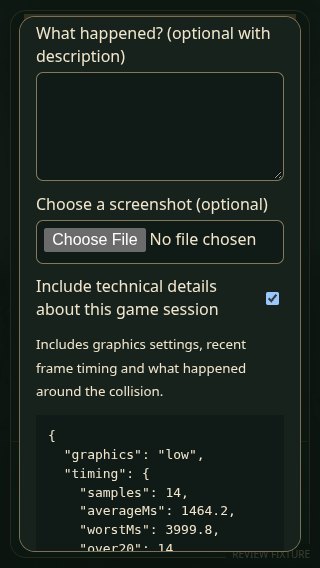 What happened? (optional with
description)
Choose a screenshot (optional)
Choose File No file chosen
Include technical details
about this game session
Includes graphics settings, recent
frame timing and what happened
around the collision.
{
"graphics": "low",
"timing": {
"samples": 14,
"averageMs": 1464.2,
"worstMs": 3999.8,
"over20": 14
REVIEW FIXTURE